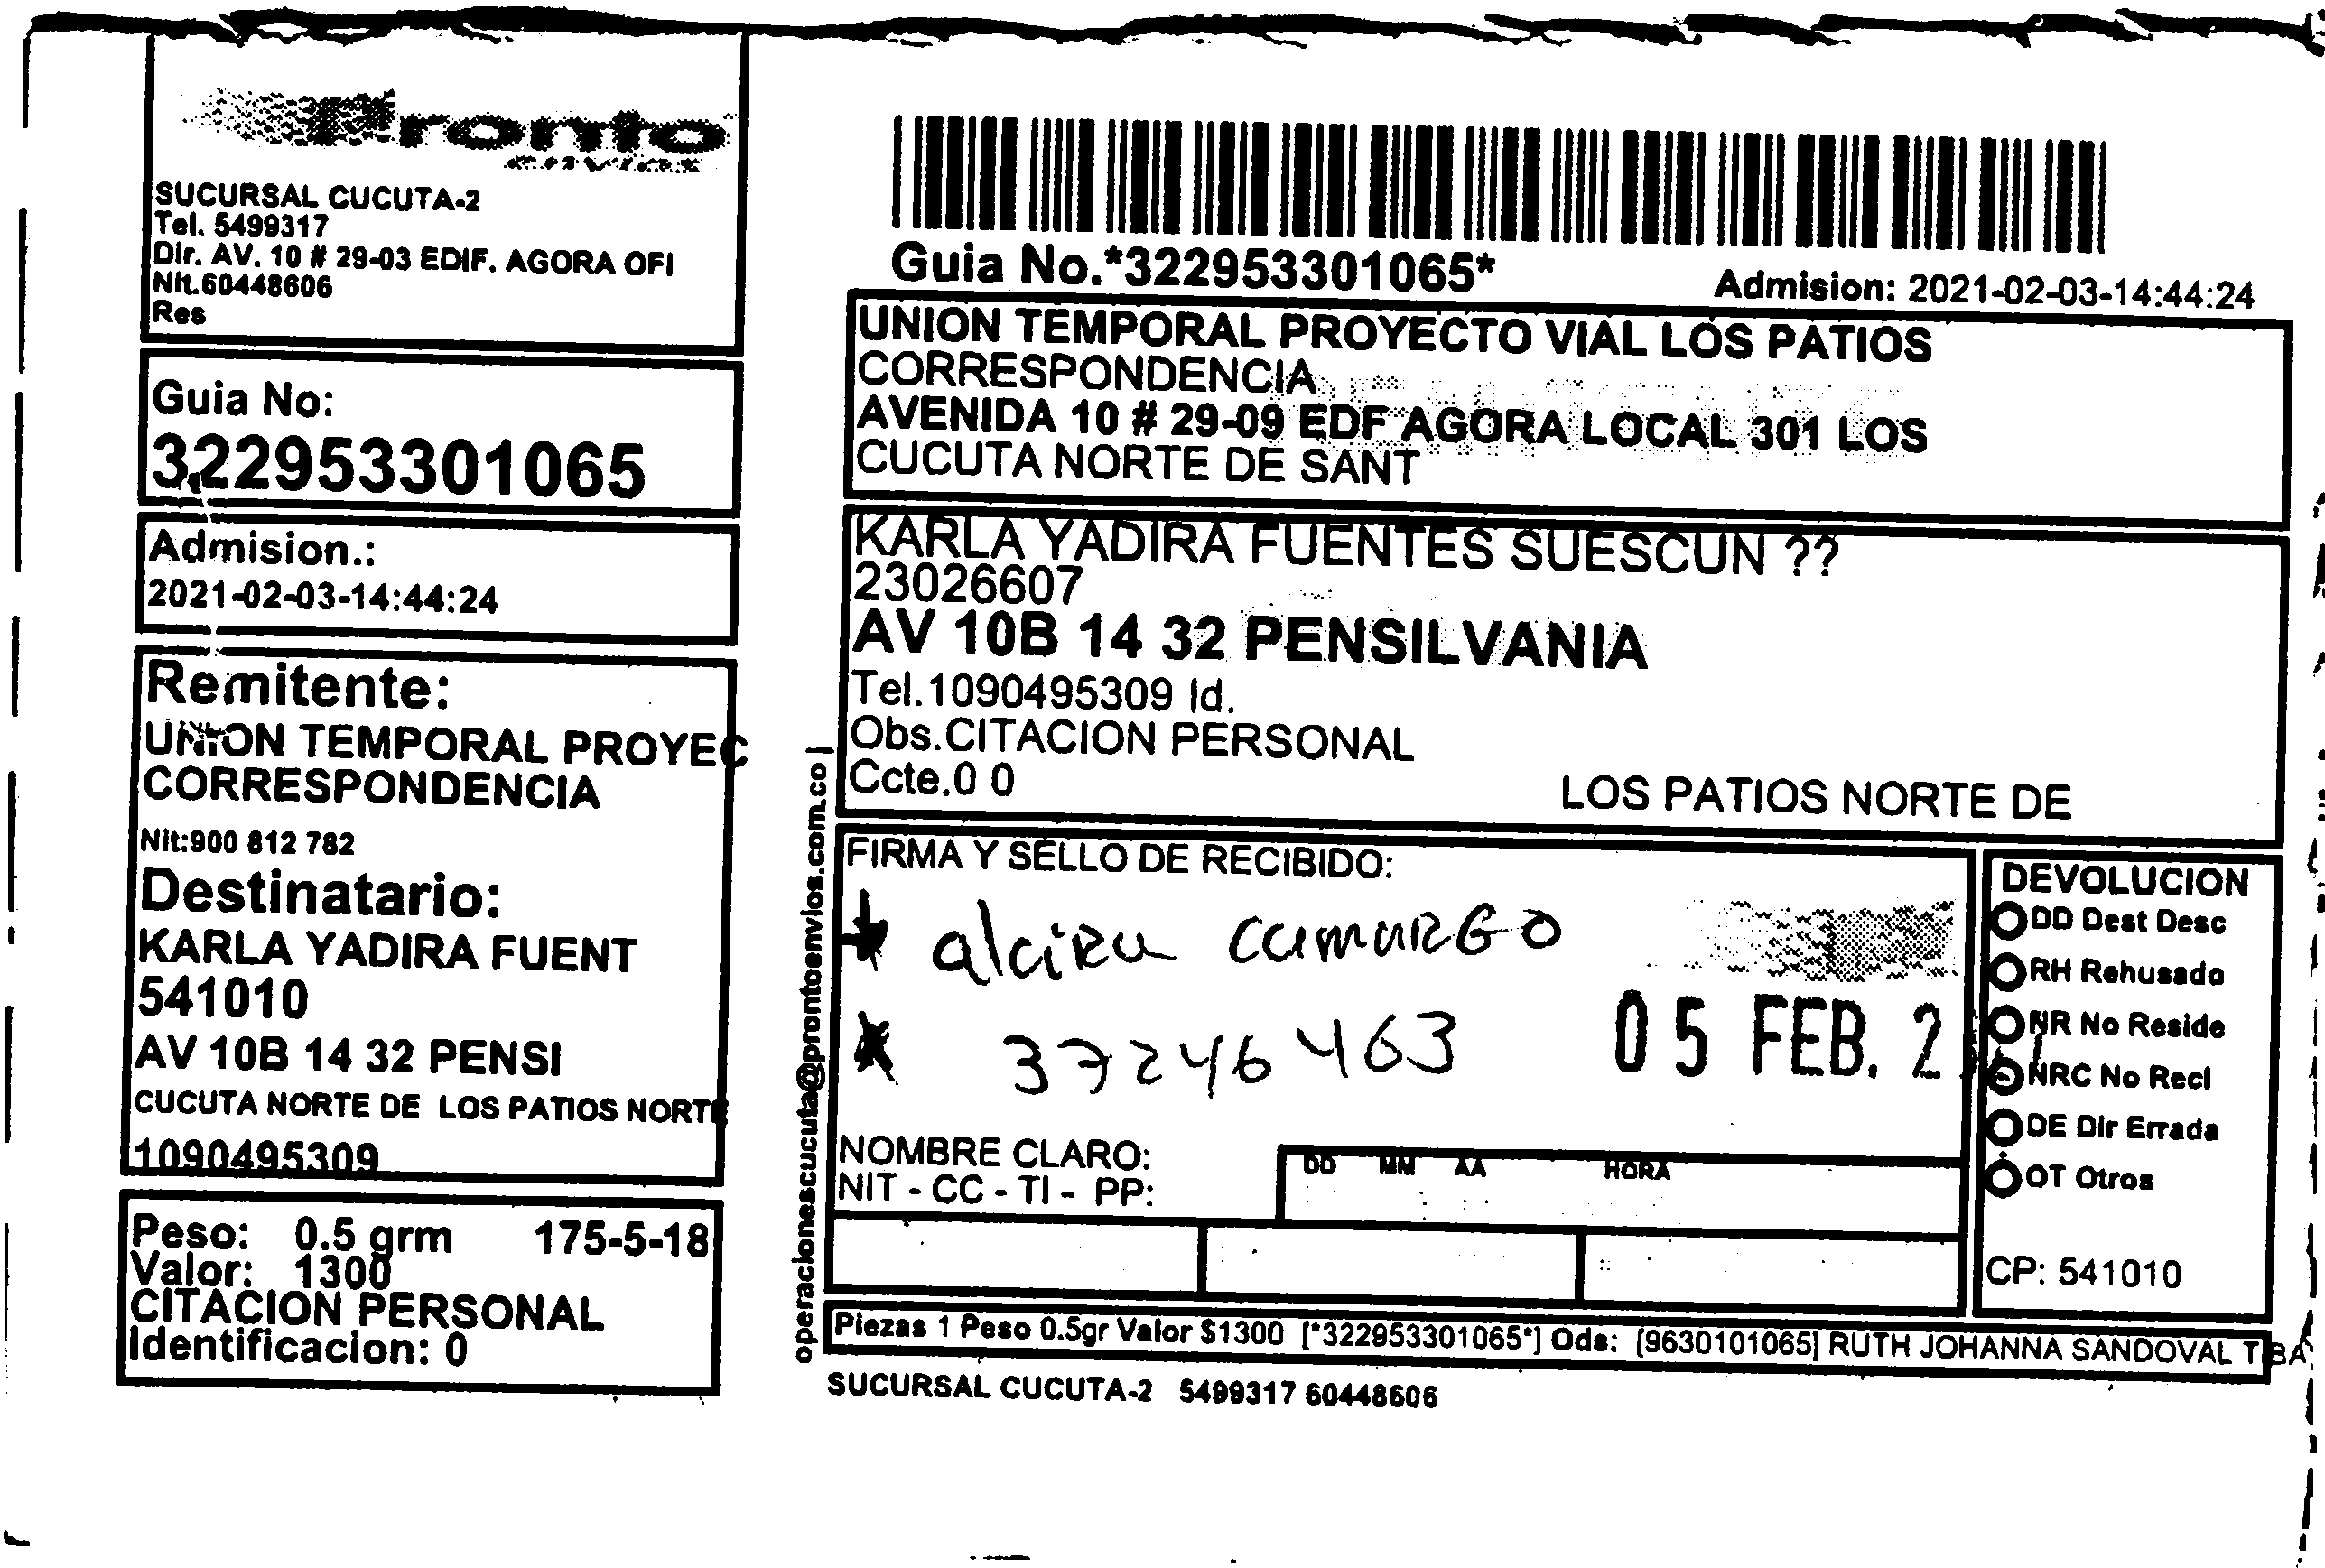 Pronto
envios
SUCURSAL CUCUTA-2
Tel. 5499317
Dir. AV. 10 # 29-03 EDIF. AGORA OFI
Nit.60448606
Res
Guia No:
322953301065
Admision.:
2021-02-03-14:44:24
Remitente:
UNION TEMPORAL PROYEC
CORRESPONDENCIA
Nit:900 812 782
Destinatario:
KARLA YADIRA FUENT
541010
AV 10B 14 32 PENSI
CUCUTA NORTE DE LOS PATIOS NORTE
1090495309
Peso: 0.5 grm 175-5-18
Valor: 1300
CITACION PERSONAL
Identificacion: 0
operacionescucuta@prontoenvios.com.co |
Guia No.*322953301065*
Admision: 2021-02-03-14:44:24
UNION TEMPORAL PROYECTO VIAL LOS PATIOS
CORRESPONDENCIA
AVENIDA 10 # 29-09 EDF AGORA LOCAL 301 LOS
CUCUTA NORTE DE SANT
KARLA YADIRA FUENTES SUESCUN ??
23026607
AV 10B 14 32 PENSILVANIA
Tel.1090495309 Id.
Obs.CITACION PERSONAL
Ccte.0 0
LOS PATIOS NORTE DE
FIRMA Y SELLO DE RECIBIDO:
alcira camargo
37246463
05 FEB. 2
NOMBRE CLARO:
NIT - CC - TI - PP:
DD MM AA HORA
DEVOLUCION
DD Dest Desc
RH Rehusado
NR No Reside
NRC No Recl
DE Dir Errada
OT Otros
CP: 541010
Piezas 1 Peso 0.5gr Valor $1300 [*322953301065*] Ods: [9630101065] RUTH JOHANNA SANDOVAL TIBA
SUCURSAL CUCUTA-2 5499317 60448606